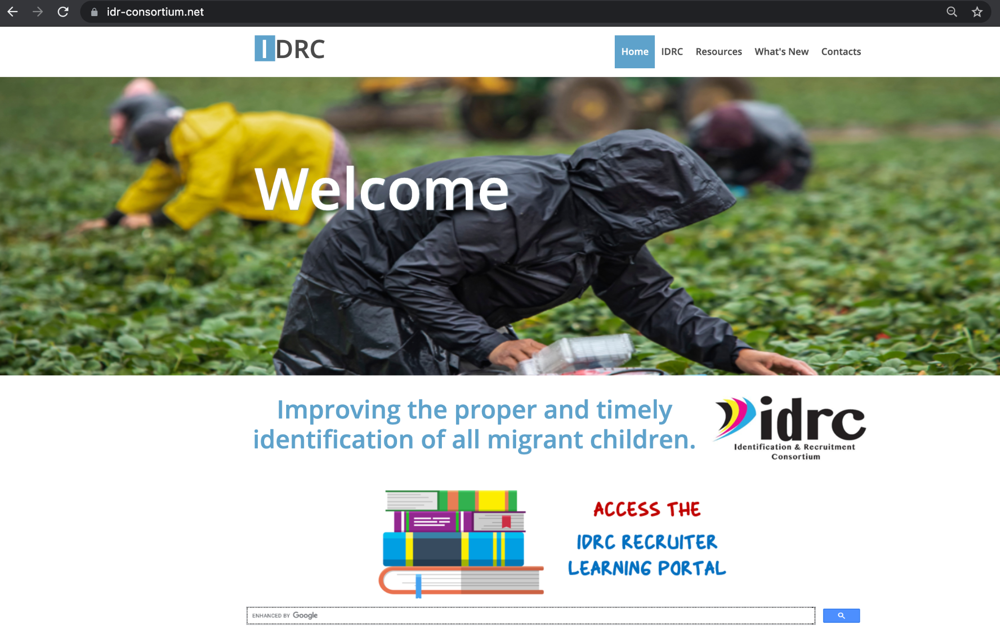 idr-consortium.net
IDRC
Home IDRC Resources What's New Contacts
Welcome
Improving the proper and timely
identification of all migrant children.
idrc
Identification & Recruitment
Consortium
ACCESS THE
IDRC RECRUITER
LEARNING PORTAL
ENHANCED BY Google